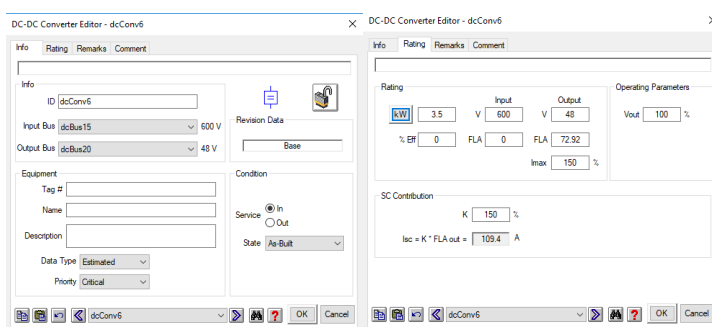 DC-DC Converter Editor - dcConv6
Info Rating Remarks Comment
Info
ID dcConv6
Input Bus dcBus15 600 V
Output Bus dcBus20 48 V
Revision Data
Base
Equipment
Tag #
Name
Description
Data Type Estimated
Priority Critical
Condition
Service In
Out
State As-Built
dcConv6 ? OK Cancel
DC-DC Converter Editor - dcConv6
Info Rating Remarks Comment
Rating
Input Output
kW 3.5 V 600 V 48
% Eff 0 FLA 0 FLA 72.92
Imax 150 %
Operating Parameters
Vout 100 %
SC Contribution
K 150 %
Isc = K * FLA out = 109.4 A
dcConv6 ? OK Cancel